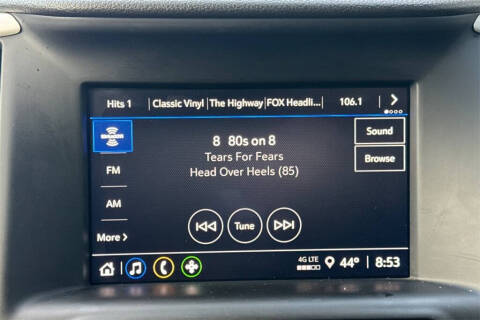 Hits 1 Classic Vinyl The Highway FOX Headli... 106.1
SiriusXM
8 80s on 8
Sound
Tears For Fears
Browse
FM
Head Over Heels (85)
AM
Tune
More
4G LTE
44° 8:53